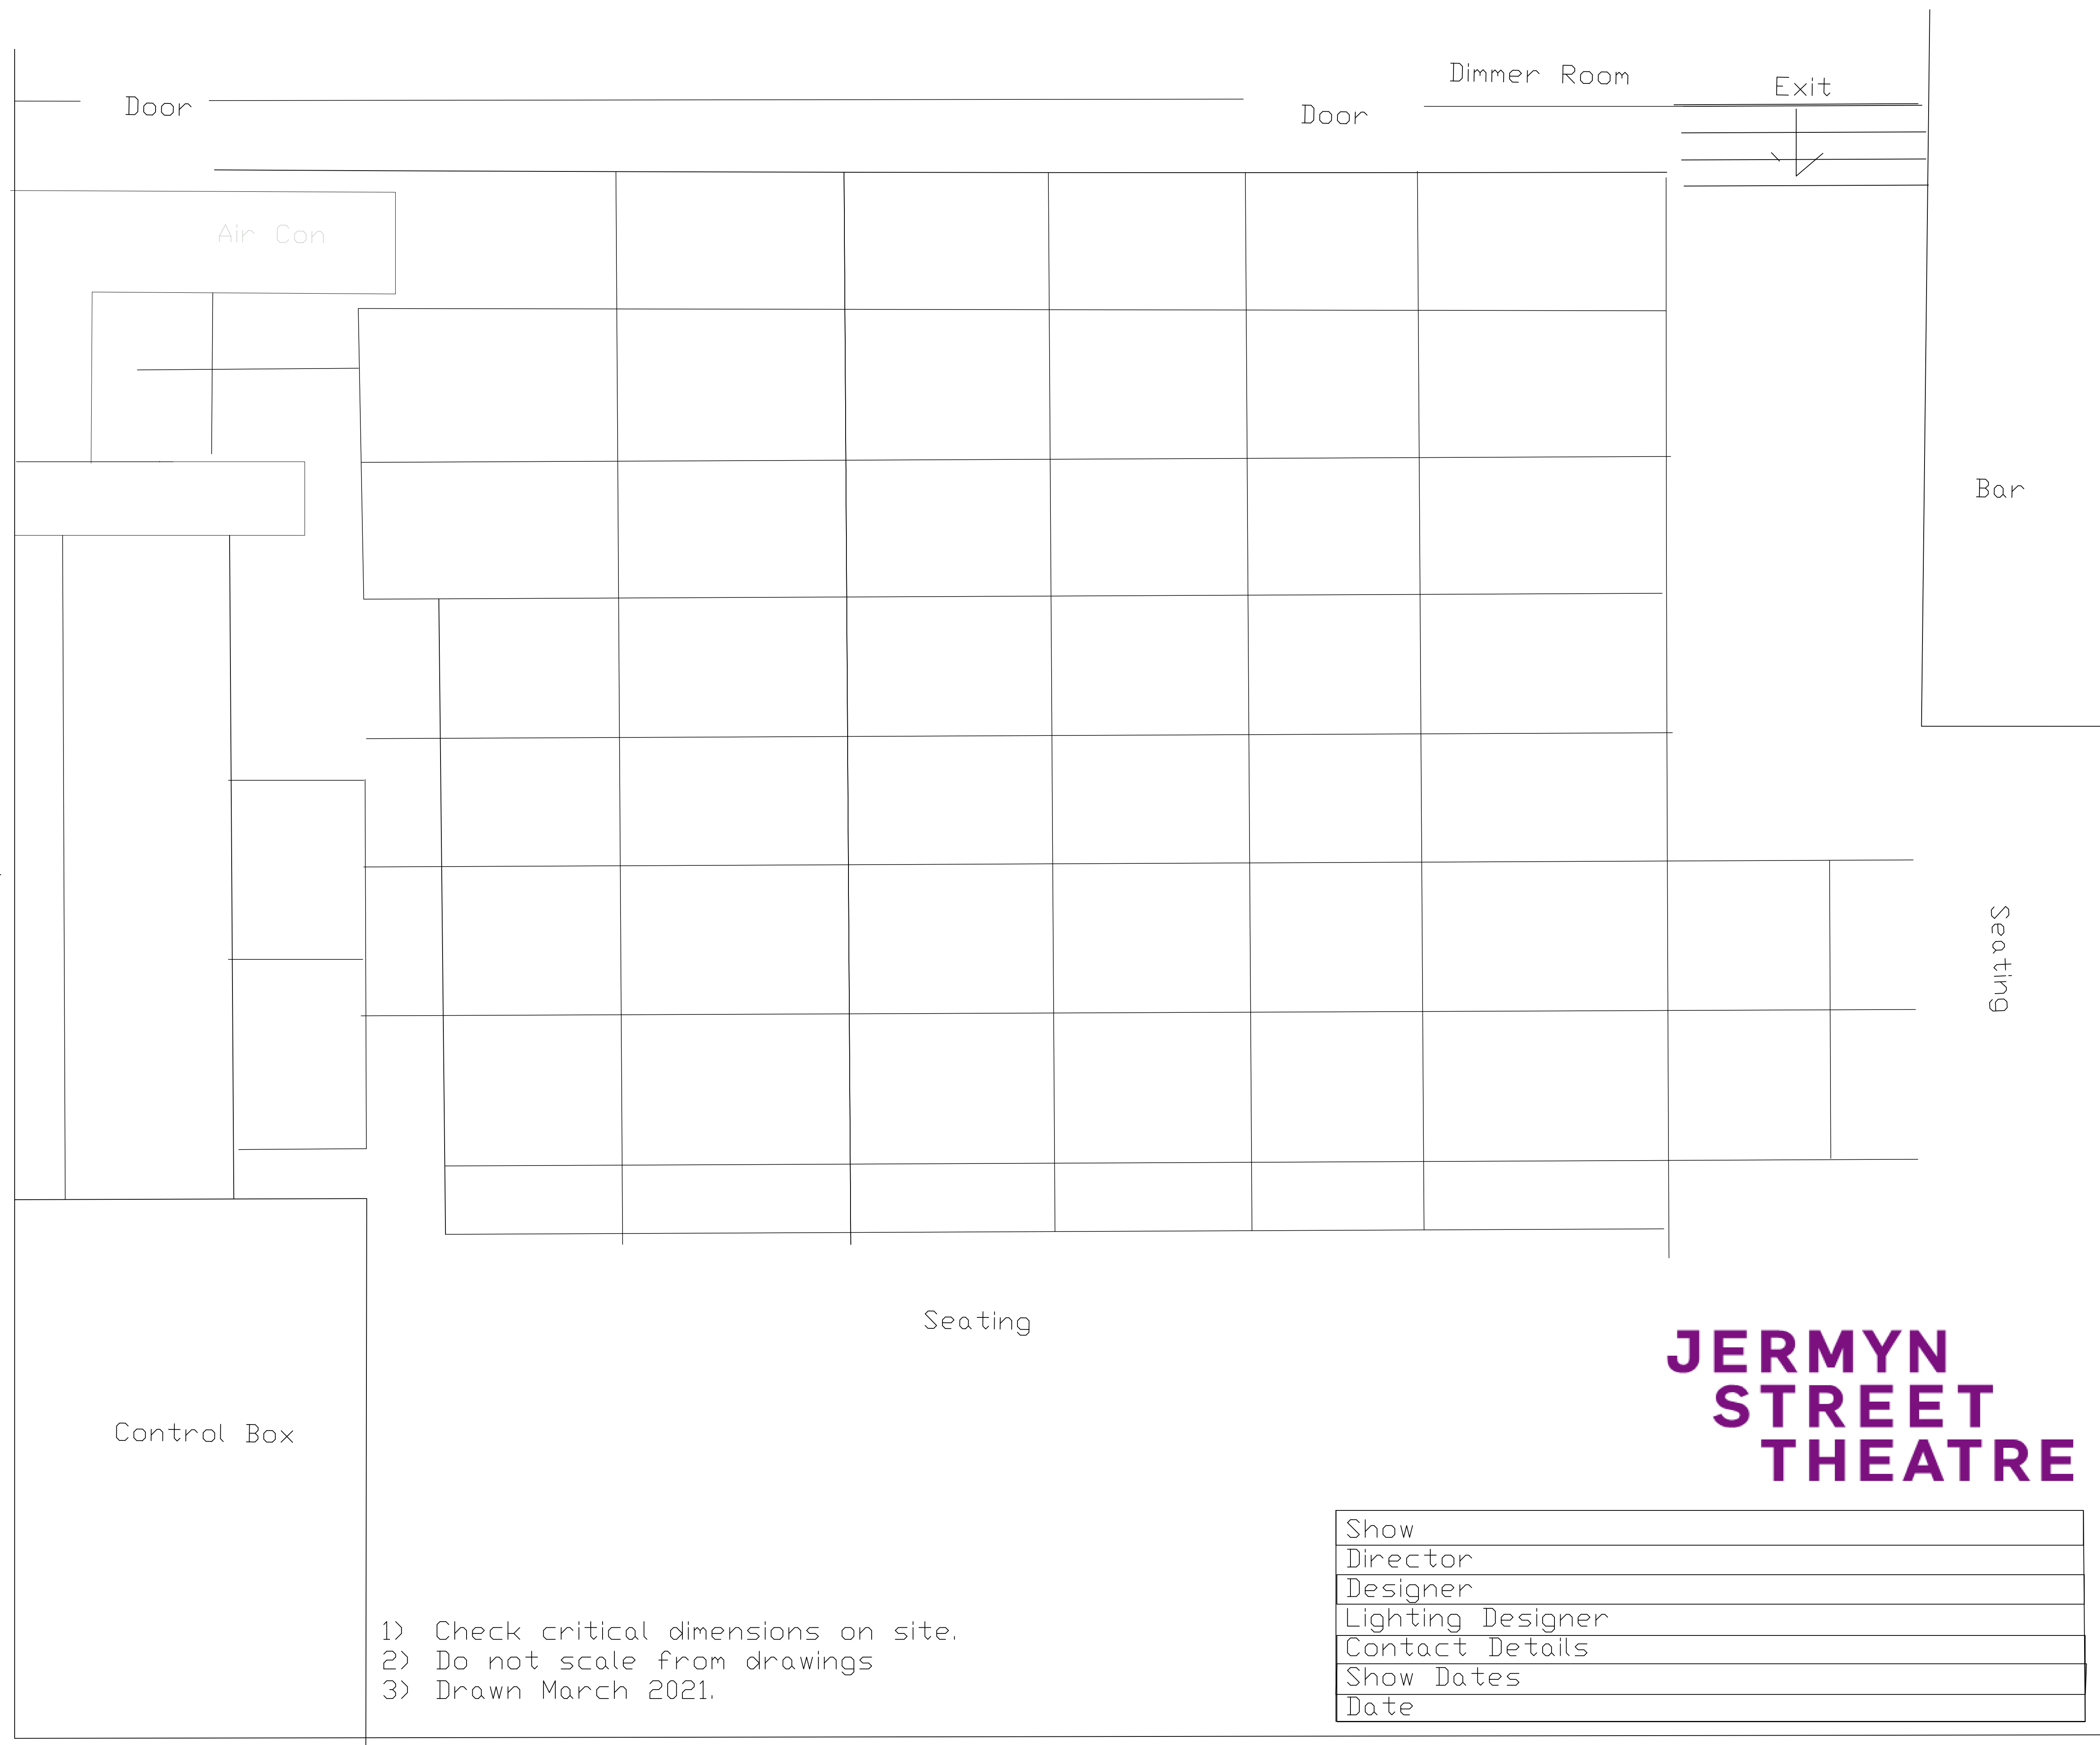 Dimmer Room
Exit
Door
Door
Air Con
Bar
Seating
Seating
JERMYN
STREET
THEATRE
Control Box
Show
Director
Designer
Lighting Designer
Contact Details
Show Dates
Date
1) Check critical dimensions on site.
2) Do not scale from drawings
3) Drawn March 2021.